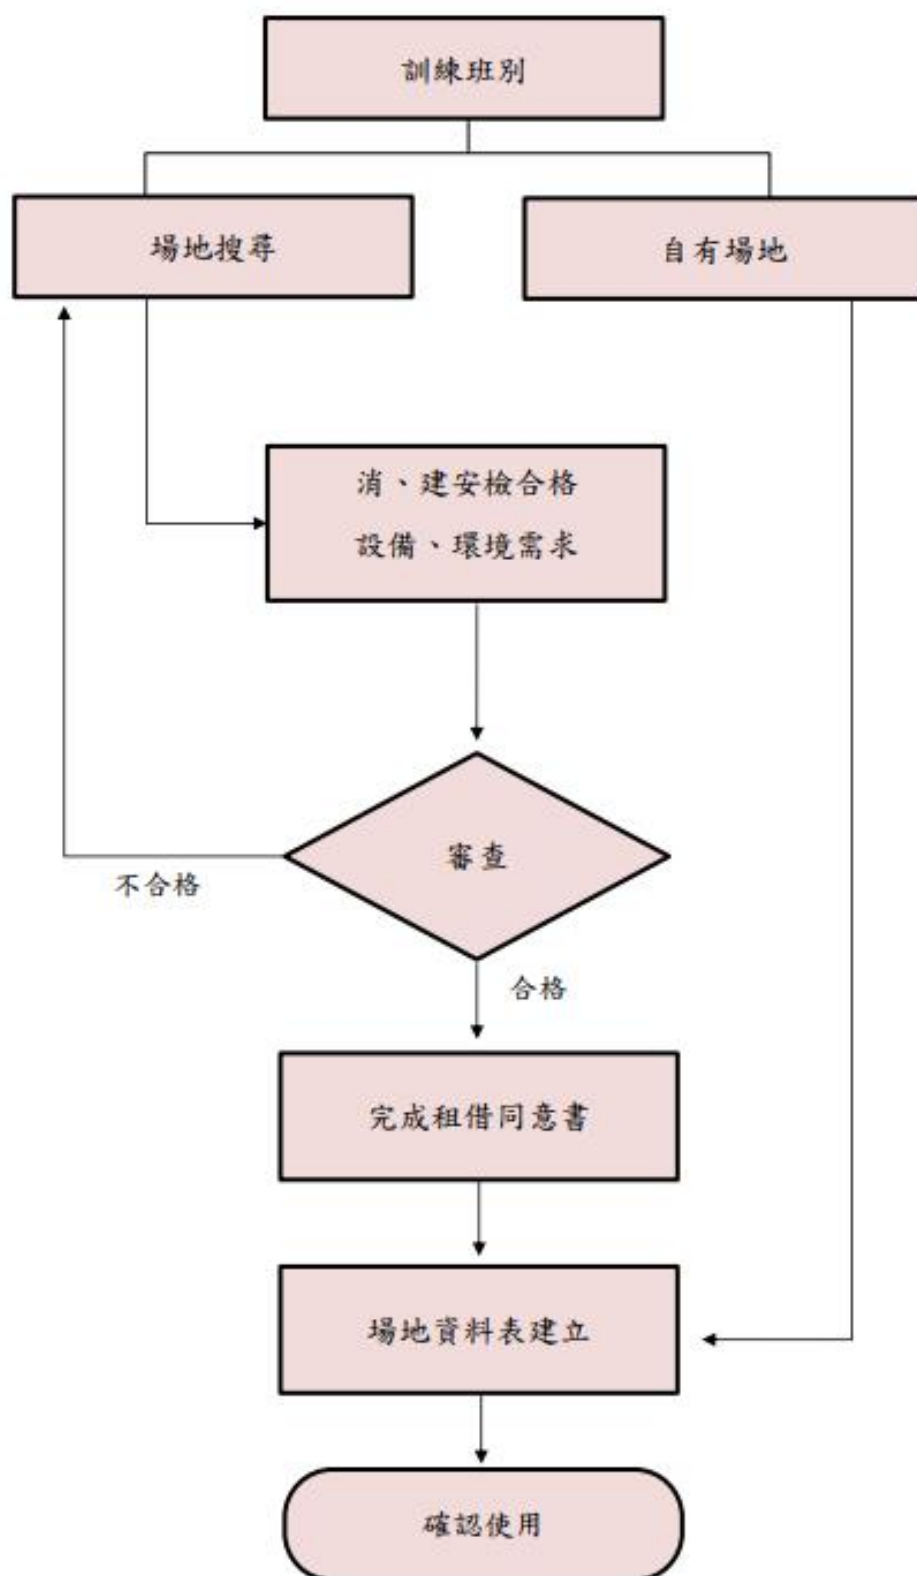 訓練班別
場地搜尋
自有場地
消、建安檢合格
設備、環境需求
審查
不合格
合格
完成租借同意書
場地資料表建立
確認使用